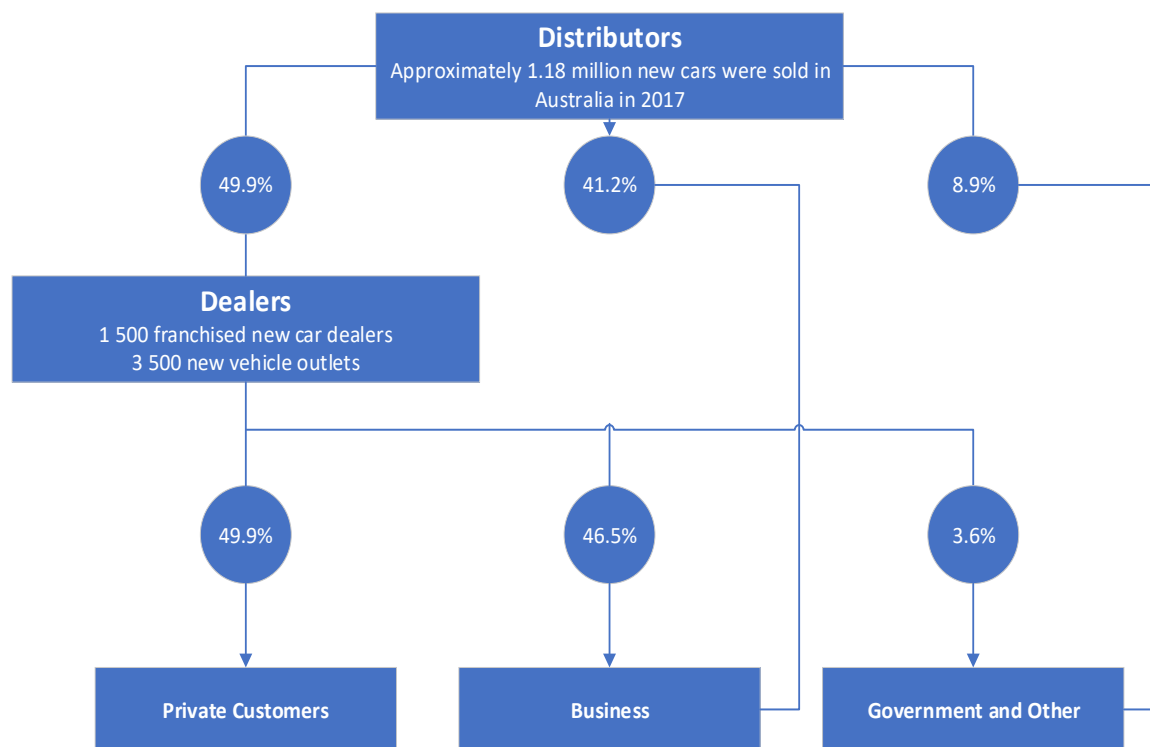 Distributors
Approximately 1.18 million new cars were sold in
Australia in 2017
49.9%
41.2%
8.9%
Dealers
1 500 franchised new car dealers
3 500 new vehicle outlets
49.9%
46.5%
3.6%
Private Customers
Business
Government and Other